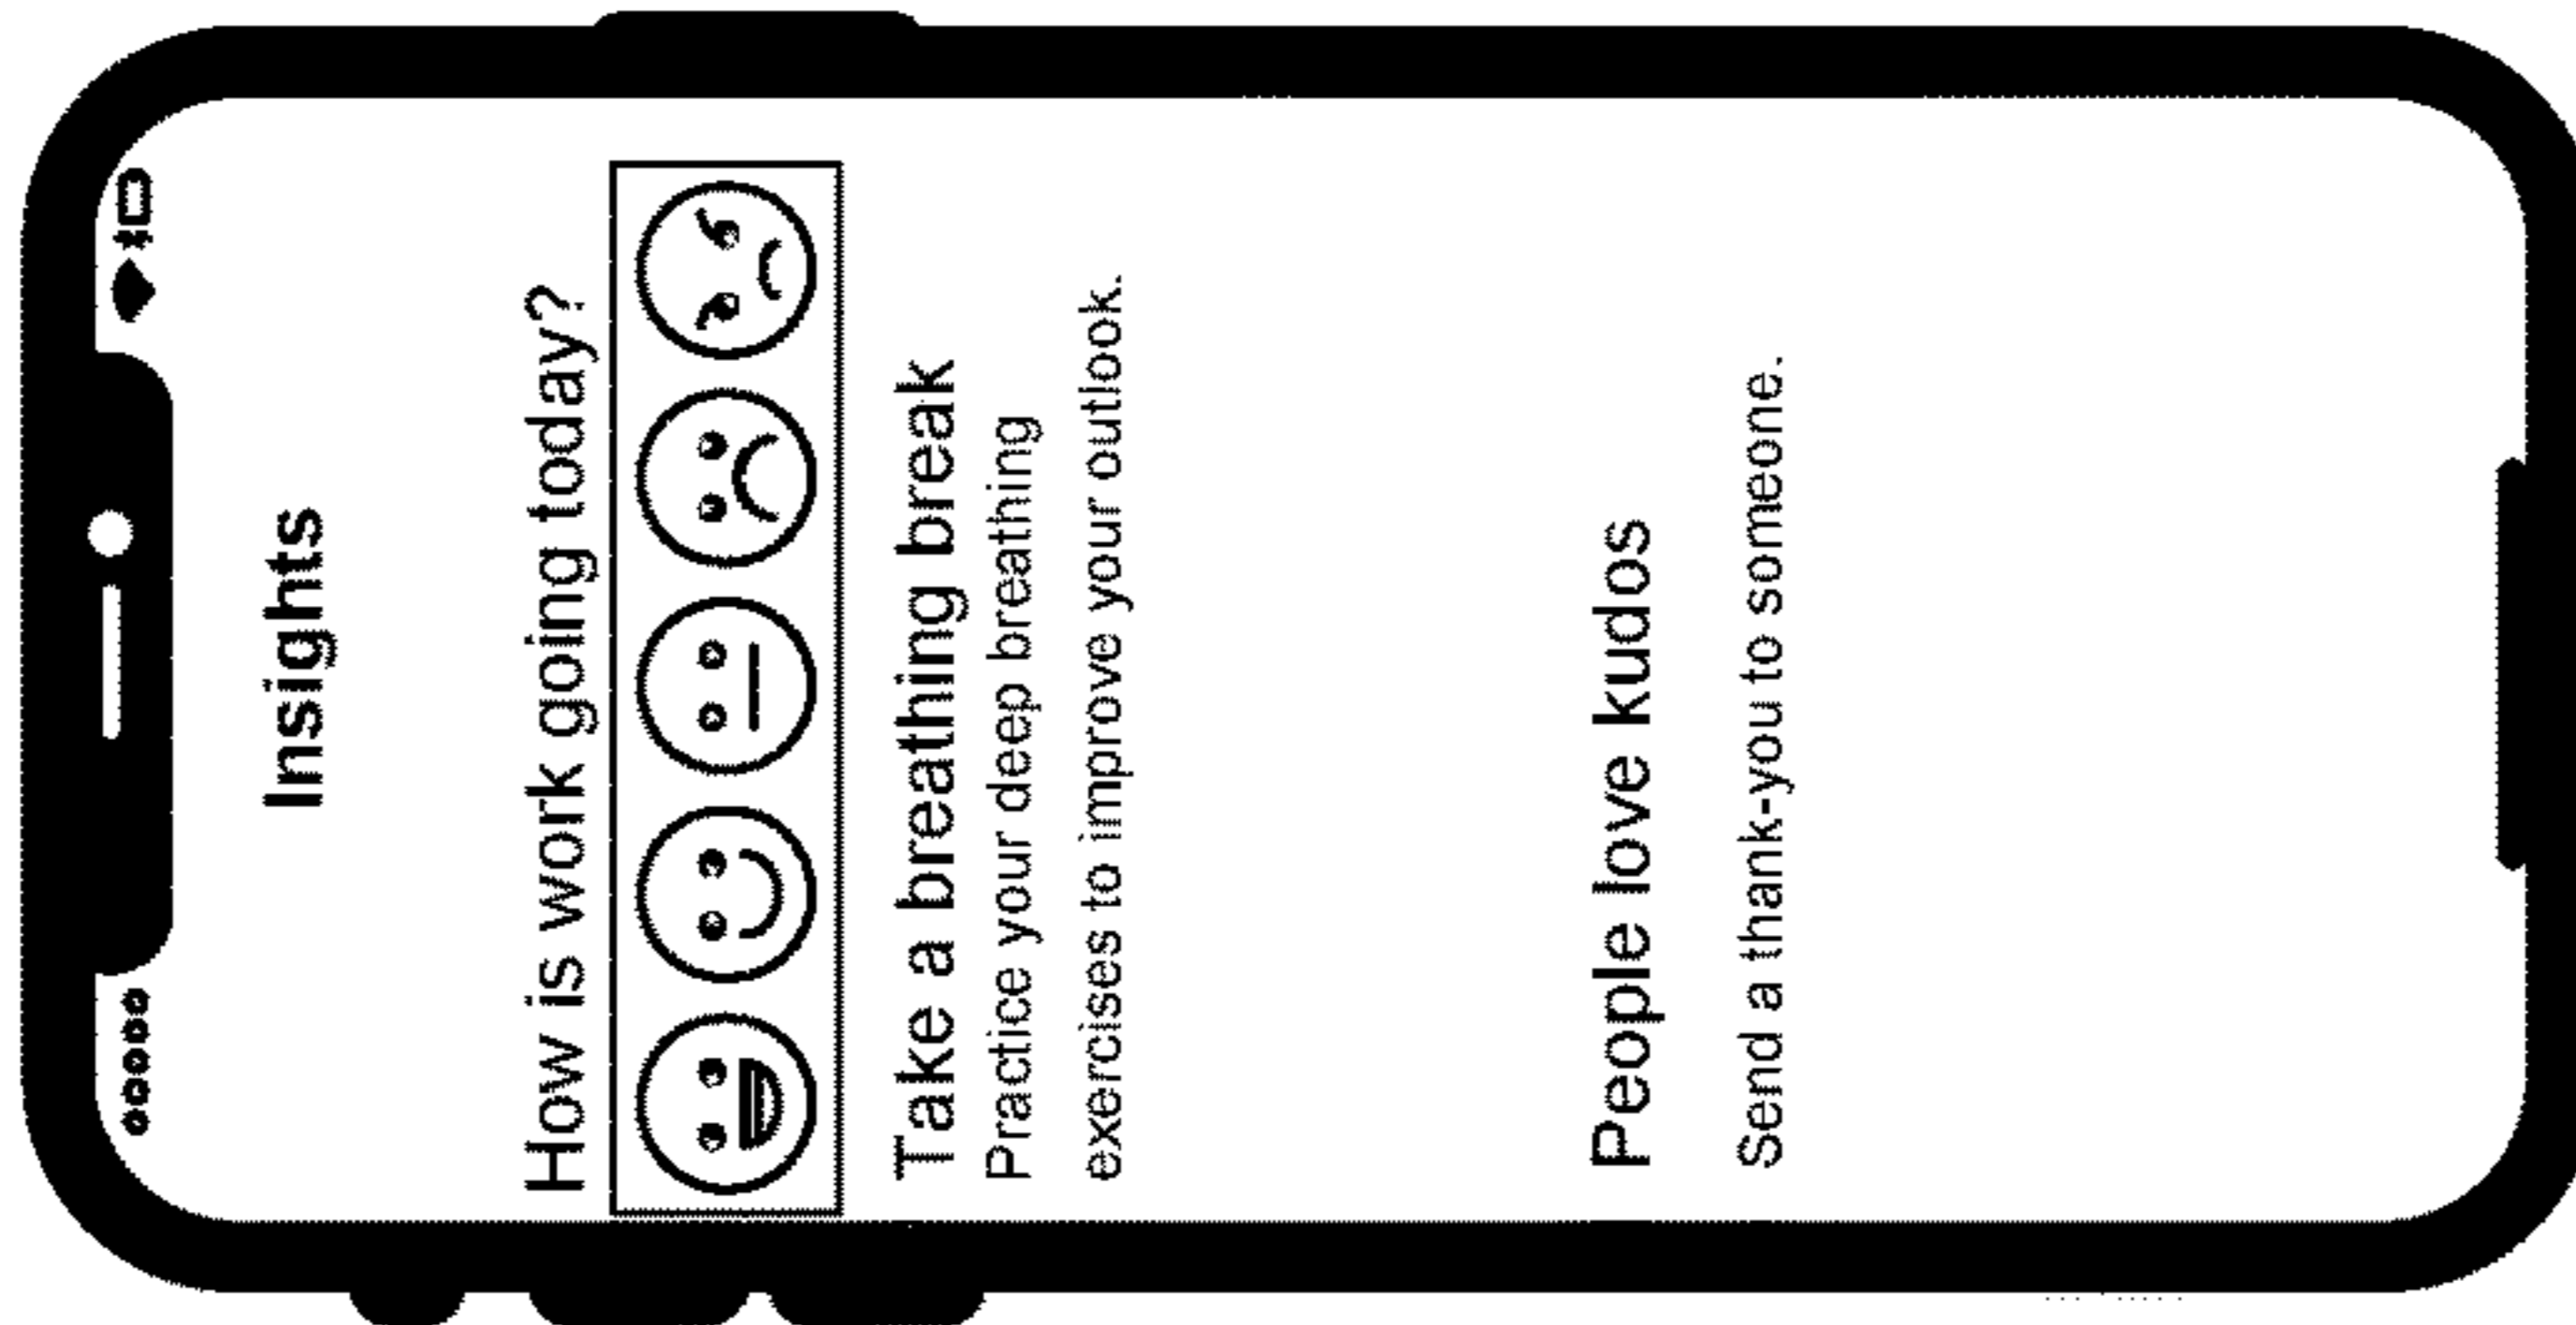 Insights
How is work going today?
Take a breathing break
Practice your deep breathing
exercises to improve your outlook.
People love kudos
Send a thank-you to someone.